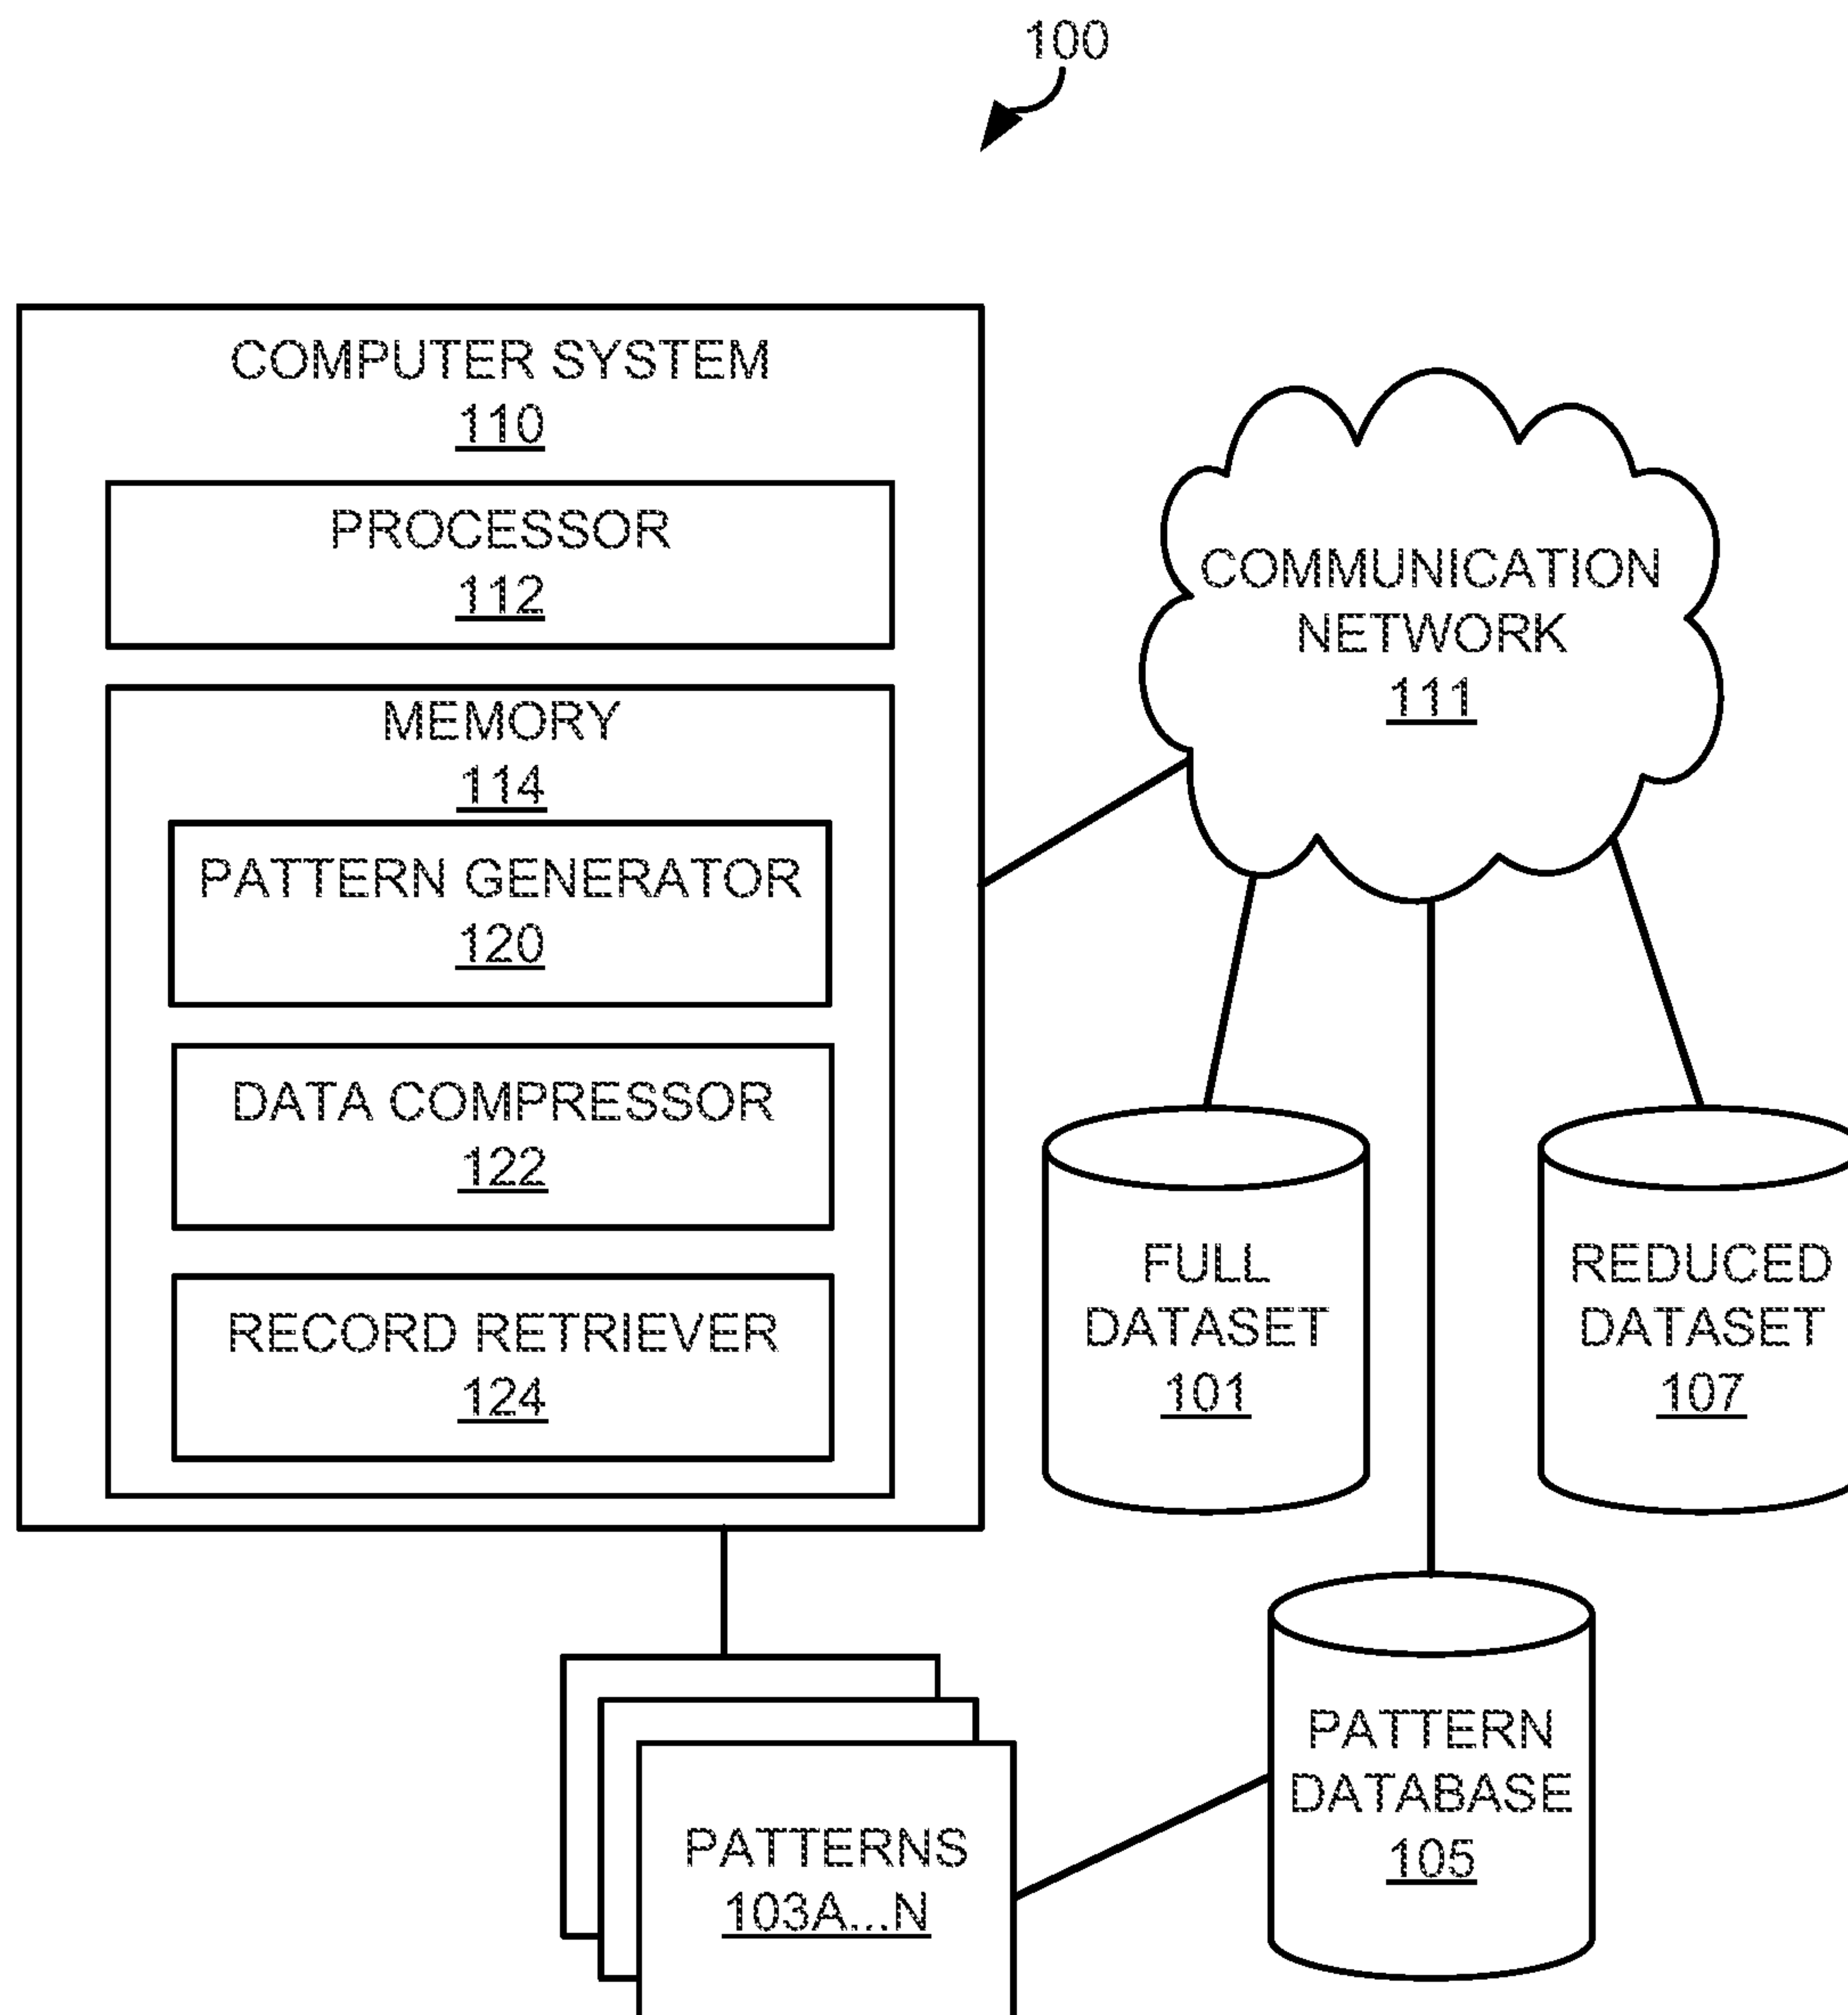 100
COMPUTER SYSTEM
110
PROCESSOR
112
MEMORY
114
PATTERN GENERATOR
120
DATA COMPRESSOR
122
RECORD RETRIEVER
124
COMMUNICATION
NETWORK
111
FULL
DATASET
101
REDUCED
DATASET
107
PATTERN
DATABASE
105
PATTERNS
103A...N